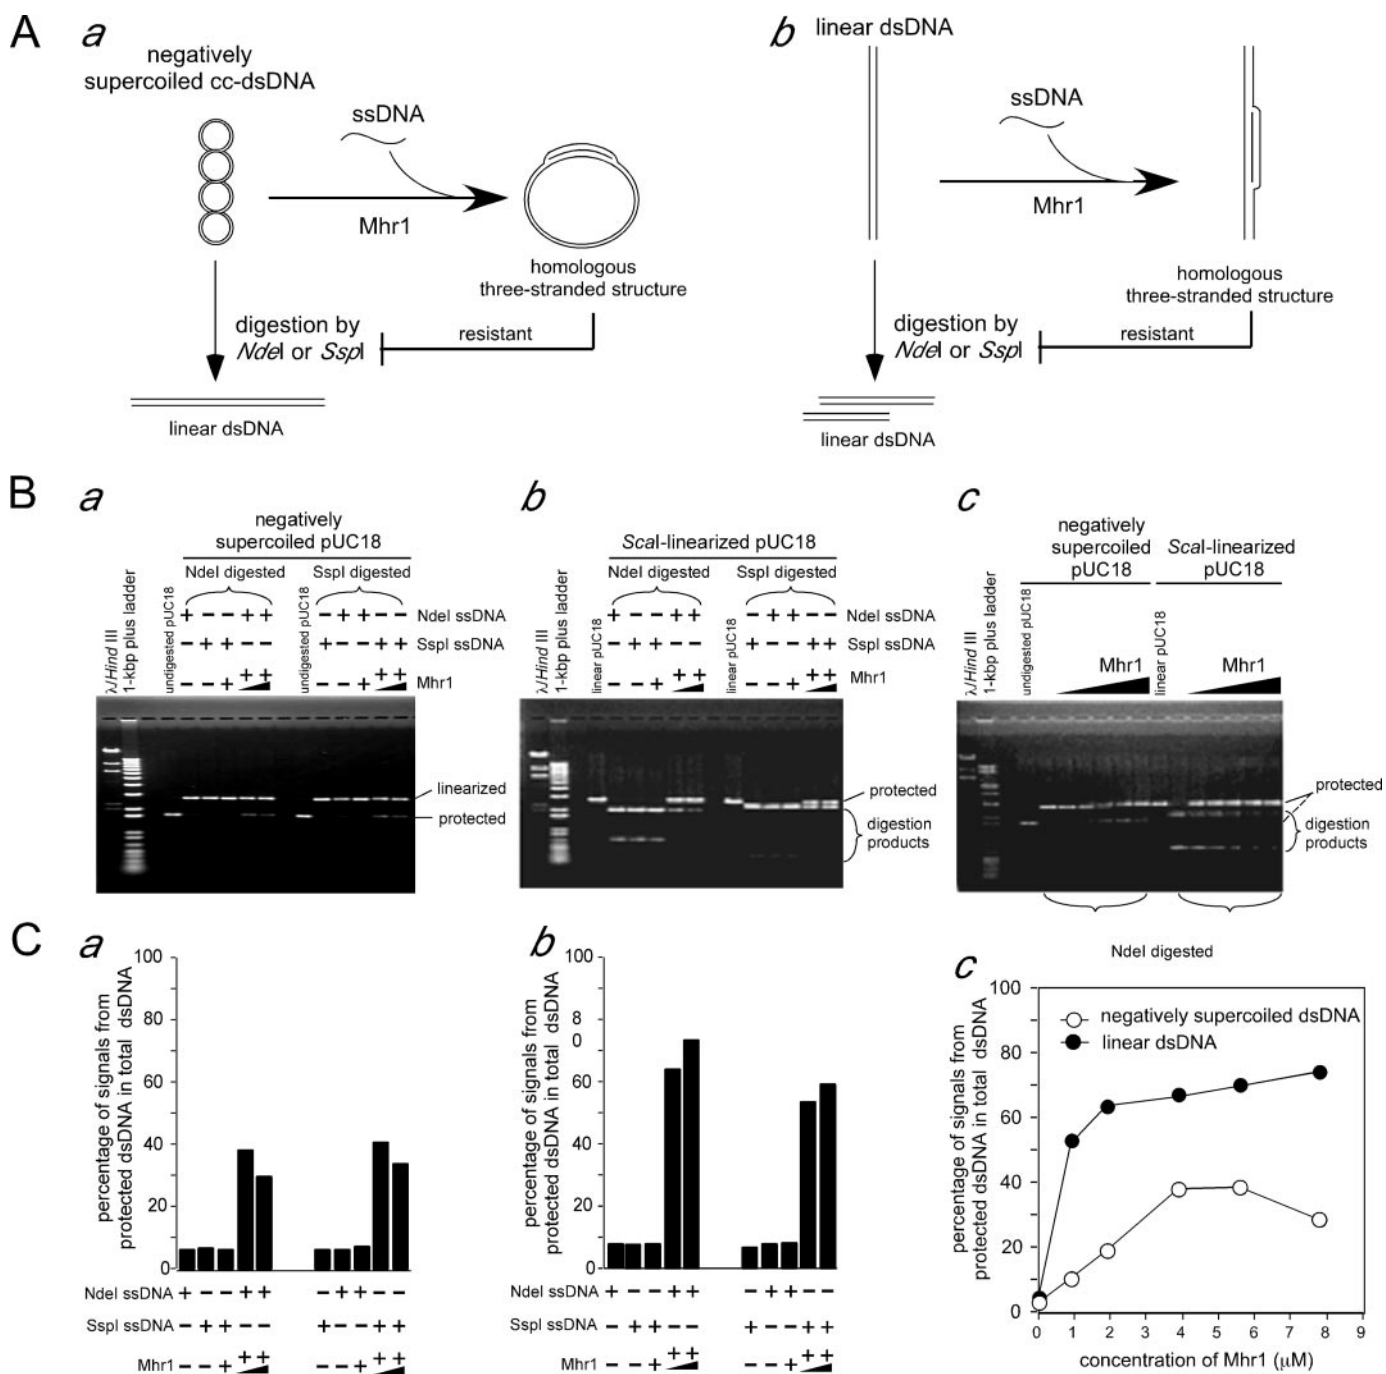 A
a
negatively
supercoiled cc-dsDNA
ssDNA
Mhr1
homologous
three-stranded structure
digestion by
NdeI or SspI
resistant
linear dsDNA
b
linear dsDNA
ssDNA
Mhr1
homologous
three-stranded structure
digestion by
NdeI or SspI
resistant
linear dsDNA
B
a
negatively
supercoiled pUC18
NdeI digested SspI digested
λ/Hind III
1-kbp plus ladder
undigested pUC18
undigested pUC18
+ − − + + − + + − − NdeI ssDNA
− + + − − + − − + + SspI ssDNA
− − + + + − − + + + Mhr1
linearized
protected
b
ScaI-linearized pUC18
NdeI digested SspI digested
λ/Hind III
1-kbp plus ladder
linear pUC18
linear pUC18
+ − − + + − + + − − NdeI ssDNA
− + + − − + − − + + SspI ssDNA
− − + + + − − + + + Mhr1
protected
digestion
products
c
negatively
supercoiled
pUC18
ScaI-linearized
pUC18
λ/Hind III
1-kbp plus ladder
undigested pUC18
linear pUC18
Mhr1 Mhr1
protected
digestion
products
NdeI digested
C
a
percentage of signals from
protected dsDNA in total dsDNA
100
80
60
40
20
0
NdeI ssDNA + − − + + − + + − −
SspI ssDNA − + + − − + − − + +
Mhr1 − − + + + − − + + +
b
percentage of signals from
protected dsDNA in total dsDNA
100
8
0
60
40
20
0
NdeI ssDNA + − − + + − + + − −
SspI ssDNA − + + − − + − − + +
Mhr1 − − + + + − − + + +
c
percentage of signals from
protected dsDNA in total dsDNA
100
80
60
40
20
0
negatively supercoiled dsDNA
linear dsDNA
0 1 2 3 4 5 6 7 8 9
concentration of Mhr1 (μM)